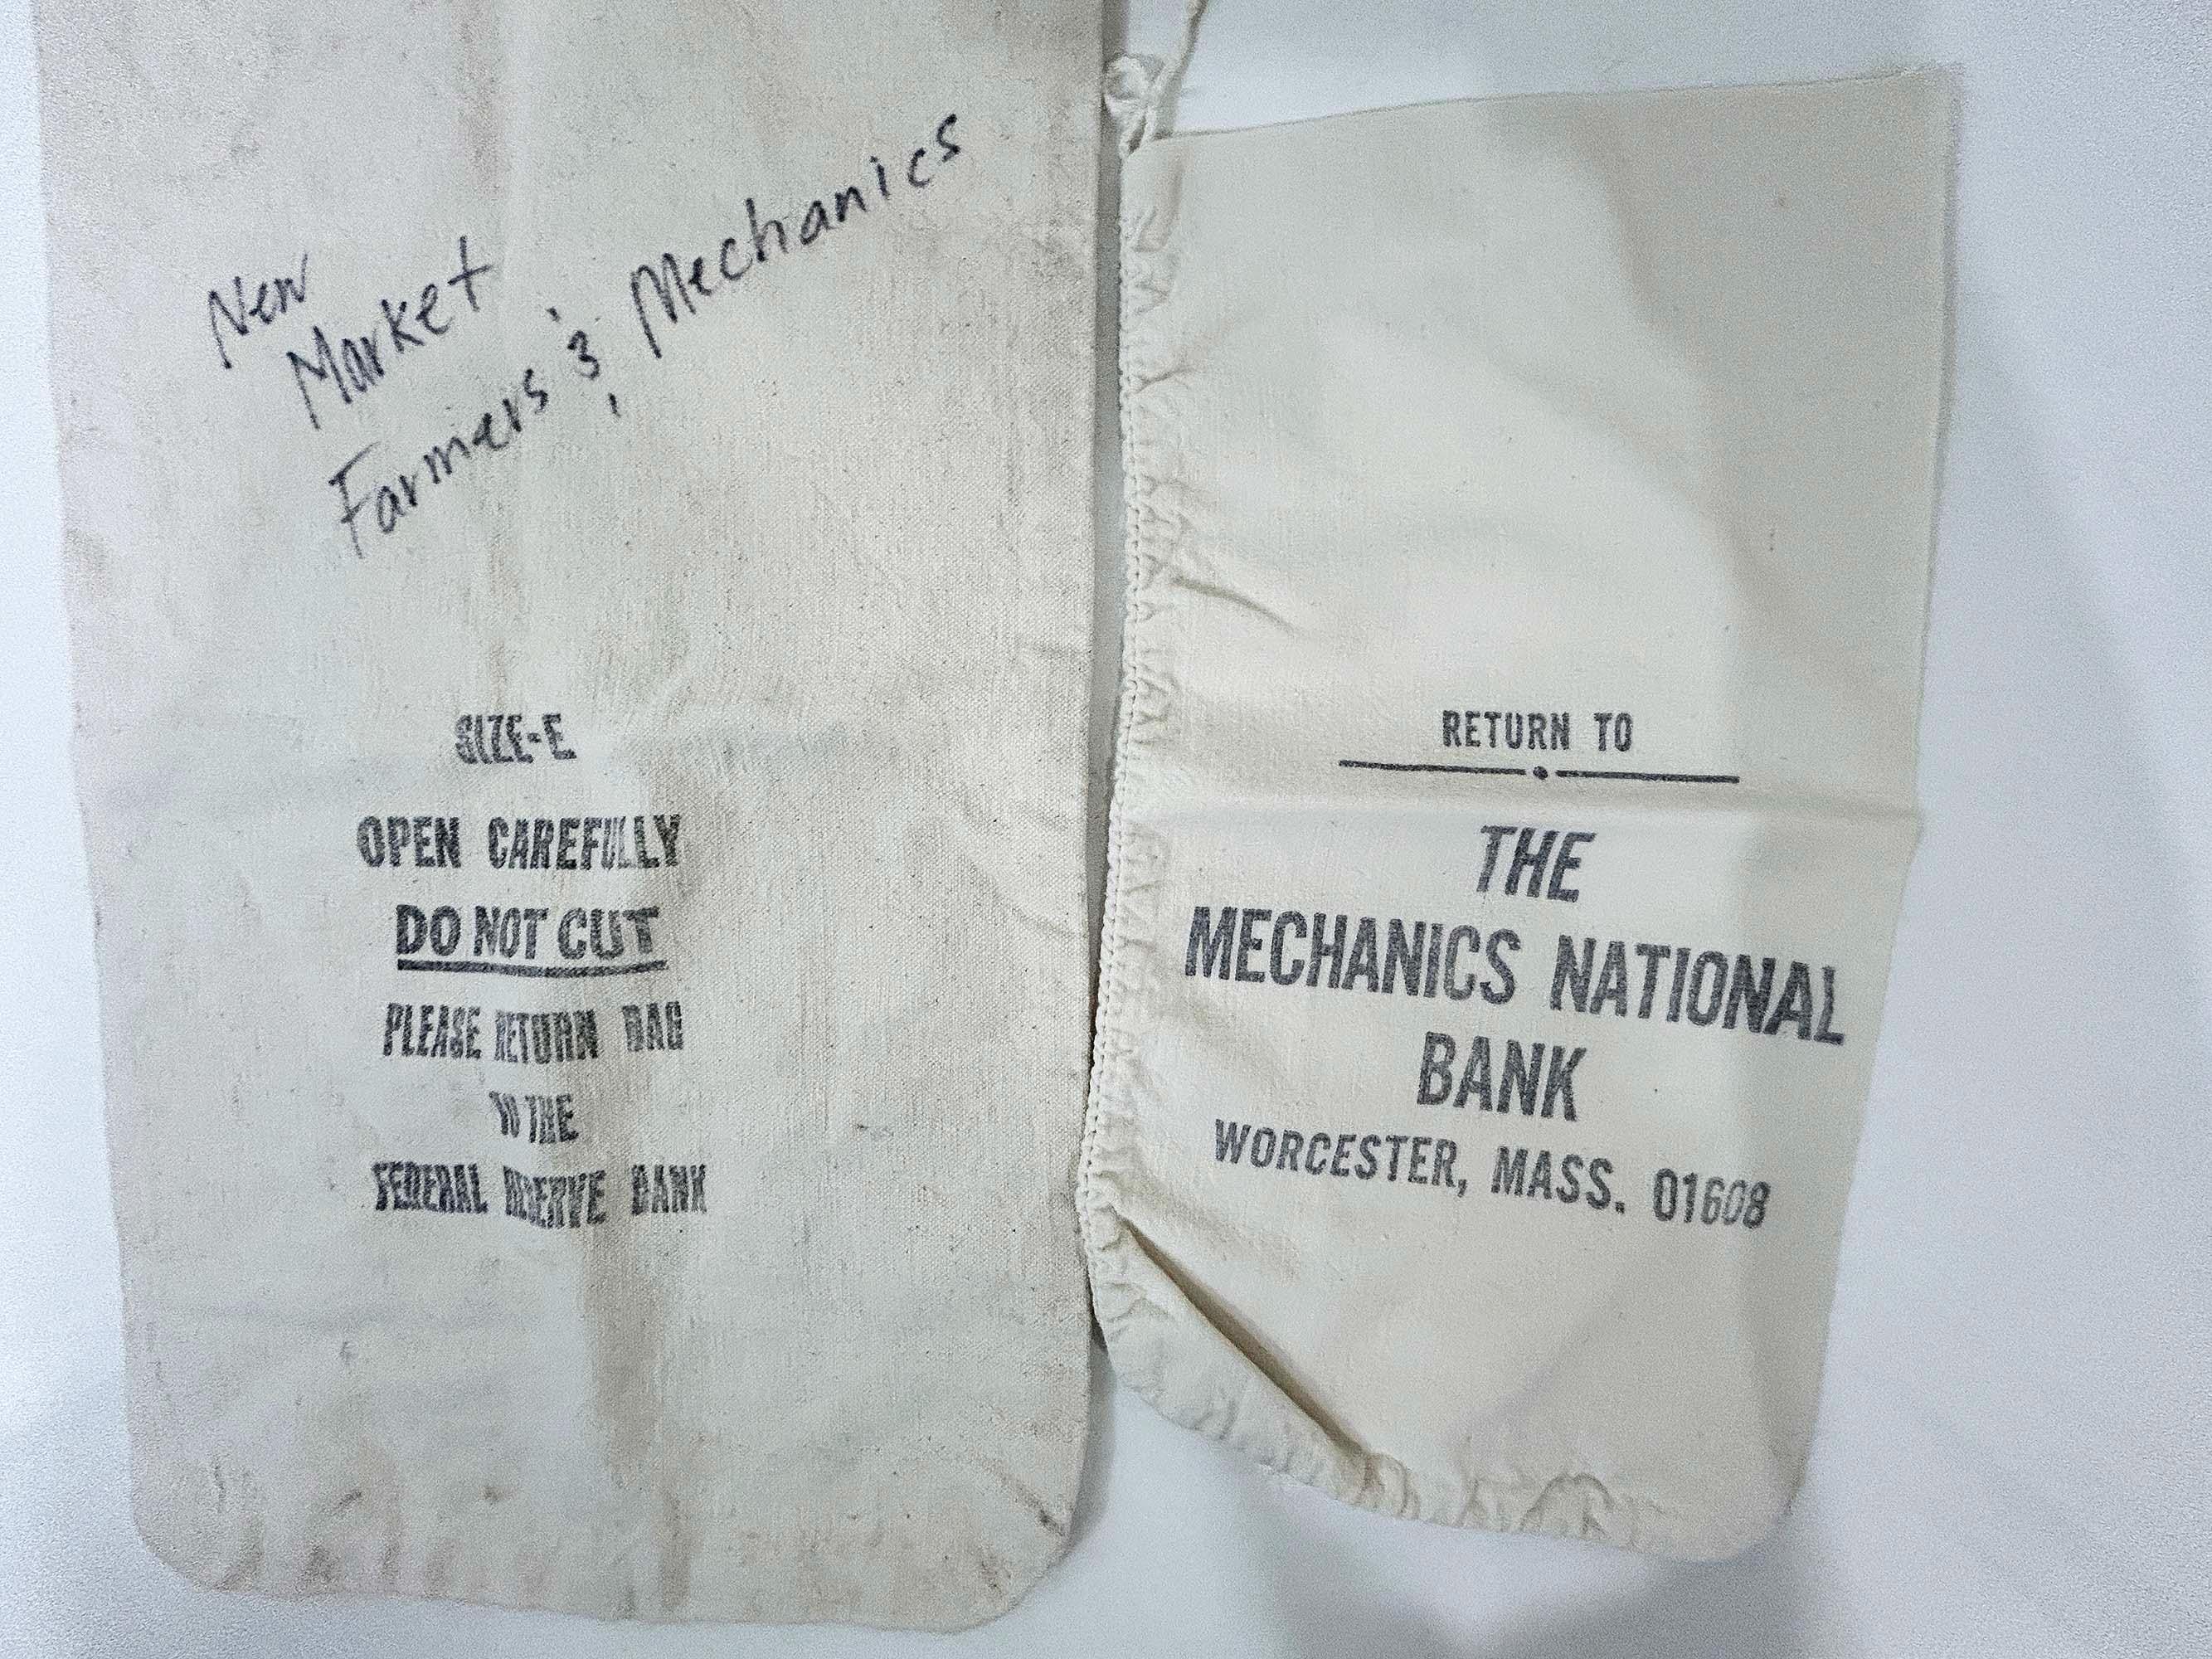 New
Market
Farmers & Mechanics
SIZE-E
OPEN CAREFULLY
DO NOT CUT
PLEASE RETURN BAG
TO THE
FEDERAL RESERVE BANK
RETURN TO
THE
MECHANICS NATIONAL
BANK
WORCESTER, MASS. 01608